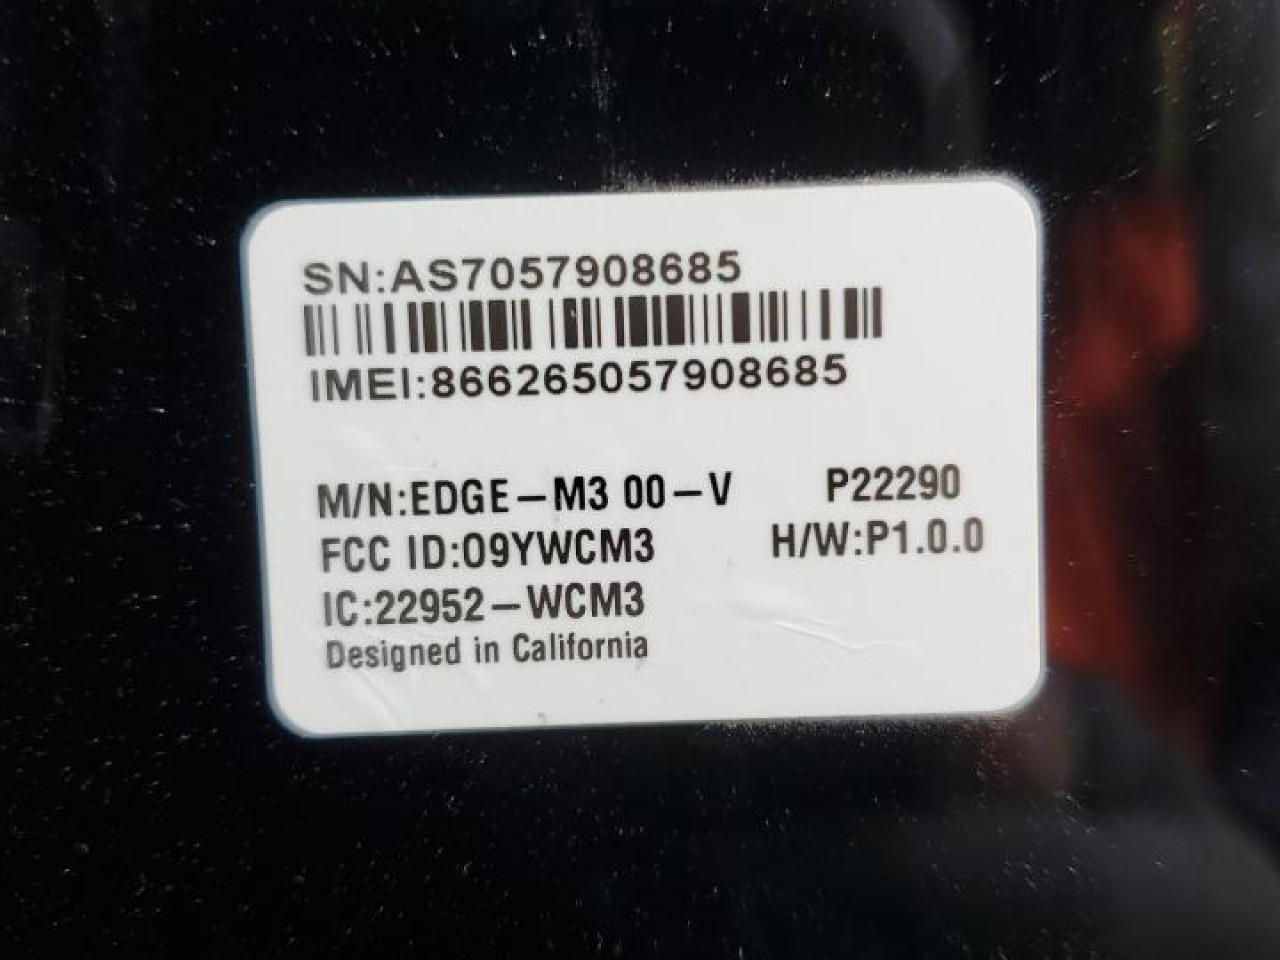 SN:AS7057908685
IMEI:866265057908685
M/N:EDGE-M3 00-V P22290
FCC ID:O9YWCM3 H/W:P1.0.0
IC:22952-WCM3
Designed in California